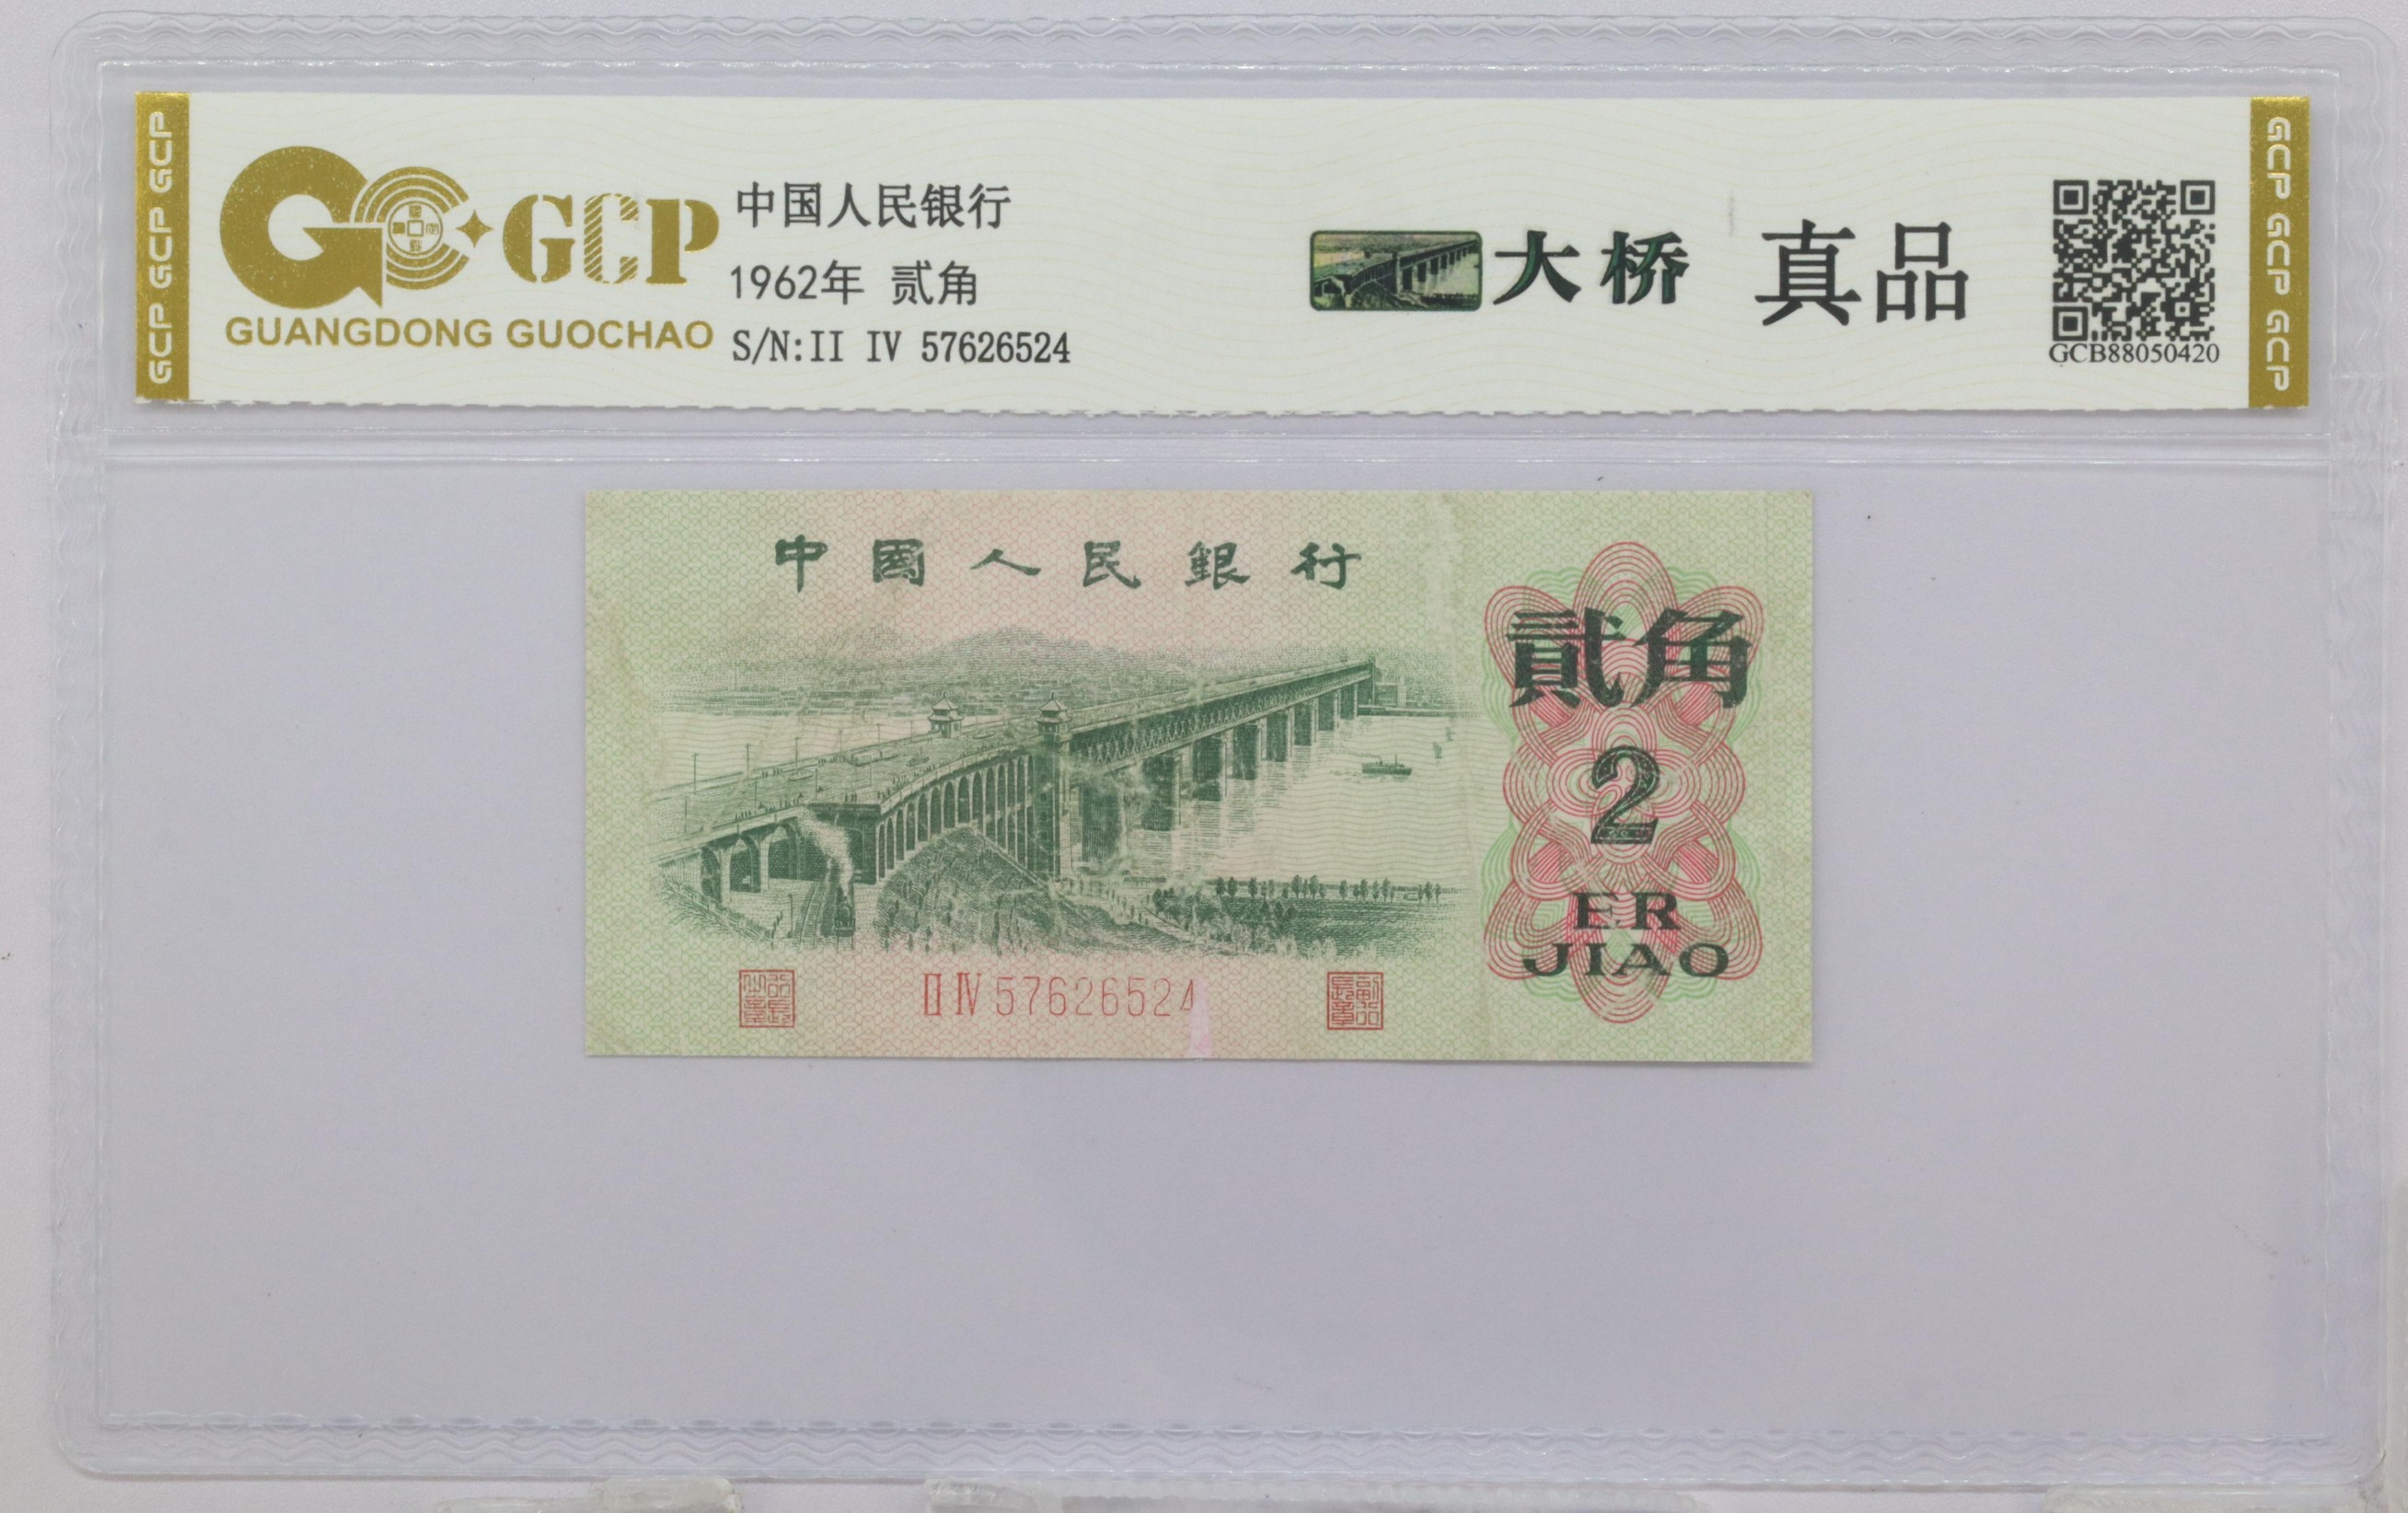 GCP GCP GCP
GCP
GUANGDONG GUOCHAO
中国人民银行
1962年 贰角
S/N:II IV 57626524
大桥 真品
GCB88050420
GCP GCP GCP
中國人民銀行
貳角
2
ER
JIAO
II IV 57626524